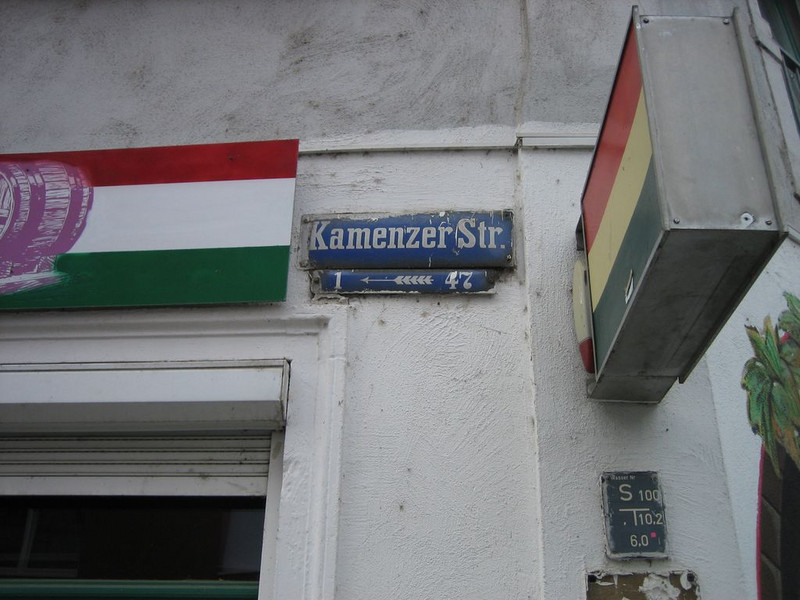 Kamenzer Str.
1 47
S 100
T 10.2
6,0